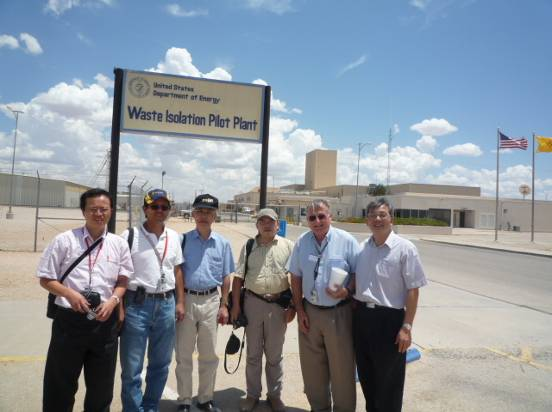 United States
Department of Energy
Waste Isolation Pilot Plant